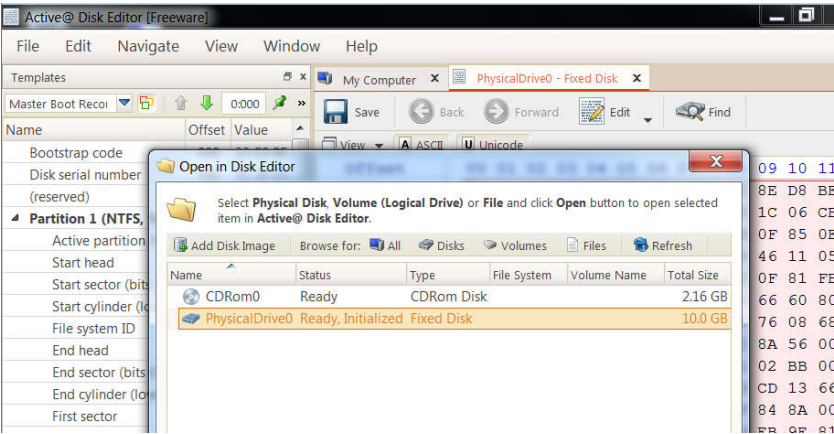 Active@ Disk Editor [Freeware]
File Edit Navigate View Window Help
Templates
My Computer X PhysicalDrive0 - Fixed Disk X
Master Boot Recor 0:000 »
Save Back Forward Edit Find
Name Offset Value
View ASCII Unicode
Bootstrap code
Disk serial number
(reserved)
Partition 1 (NTFS,
Active partition
Start head
Start sector (bits
Start cylinder (lo
File system ID
End head
End sector (bits
End cylinder (lo
First sector
Open in Disk Editor
Select Physical Disk, Volume (Logical Drive) or File and click Open button to open selected
item in Active@ Disk Editor.
Add Disk Image Browse for: All Disks Volumes Files Refresh
Name Status Type File System Volume Name Total Size
CDRom0 Ready CDRom Disk 2.16 GB
PhysicalDrive0 Ready, Initialized Fixed Disk 10.0 GB
09 10 11
8E D8 BE
1C 06 CB
0F 85 0E
46 11 05
0F 81 FB
66 60 80
76 08 68
8A 56 00
02 BB 00
CD 13 66
84 8A 00
EB 9E 81